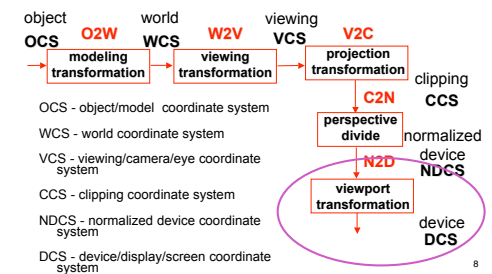 object world viewing
OCS O2W WCS W2V VCS V2C
modeling transformation
viewing transformation
projection transformation
clipping
C2N CCS
perspective divide
normalized
N2D device
NDCS
viewport transformation
device
DCS
OCS - object/model coordinate system
WCS - world coordinate system
VCS - viewing/camera/eye coordinate
system
CCS - clipping coordinate system
NDCS - normalized device coordinate
system
DCS - device/display/screen coordinate
system
8